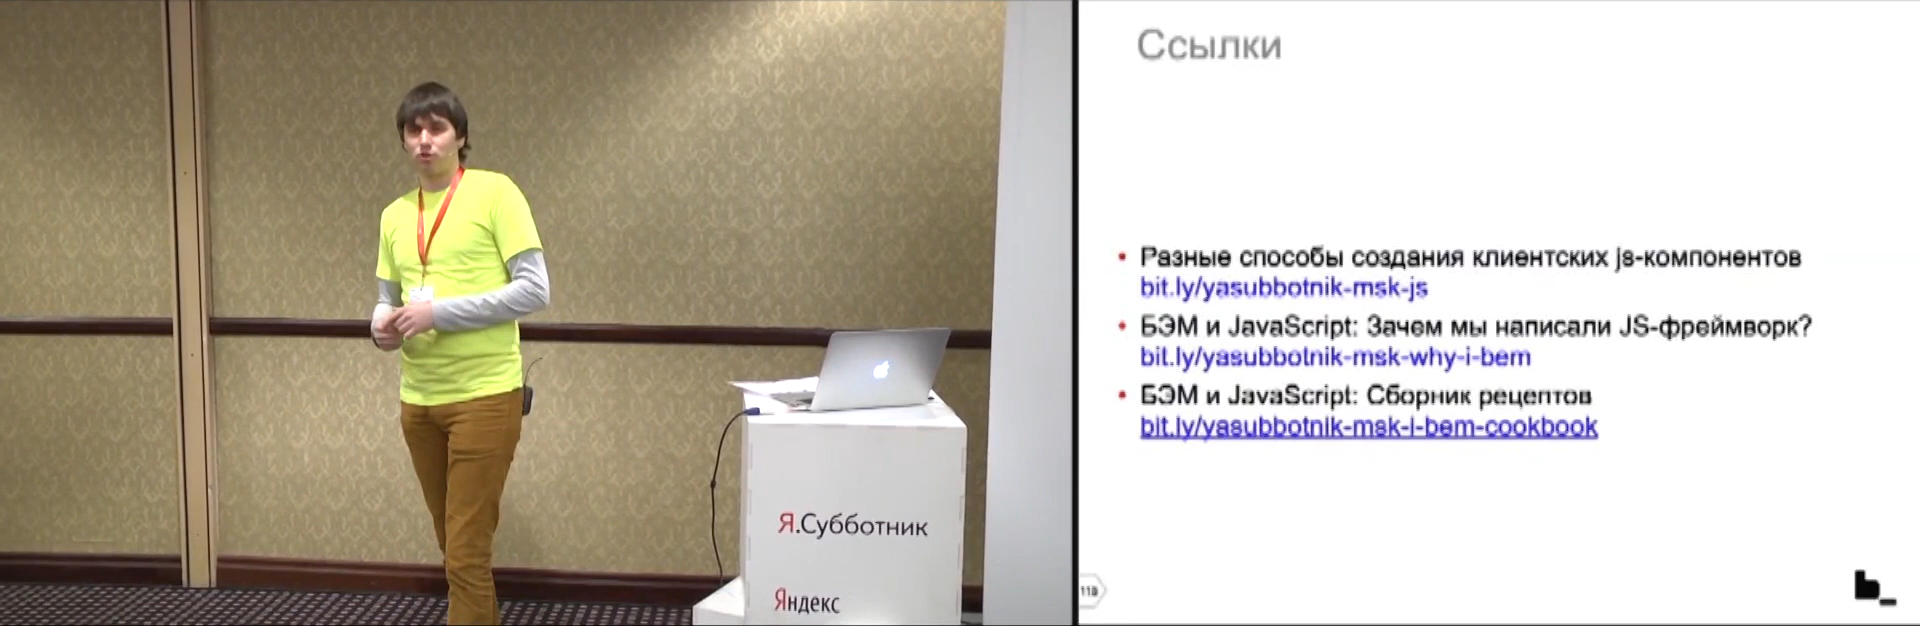 Ссылки
Разные способы создания клиентских js-компонентов
bit.ly/yasubbotnik-msk-js
БЭМ и JavaScript: Зачем мы написали JS-фреймворк?
bit.ly/yasubbotnik-msk-why-i-bem
БЭМ и JavaScript: Сборник рецептов
bit.ly/yasubbotnik-msk-i-bem-cookbook
b_
Я.Субботник
Яндекс